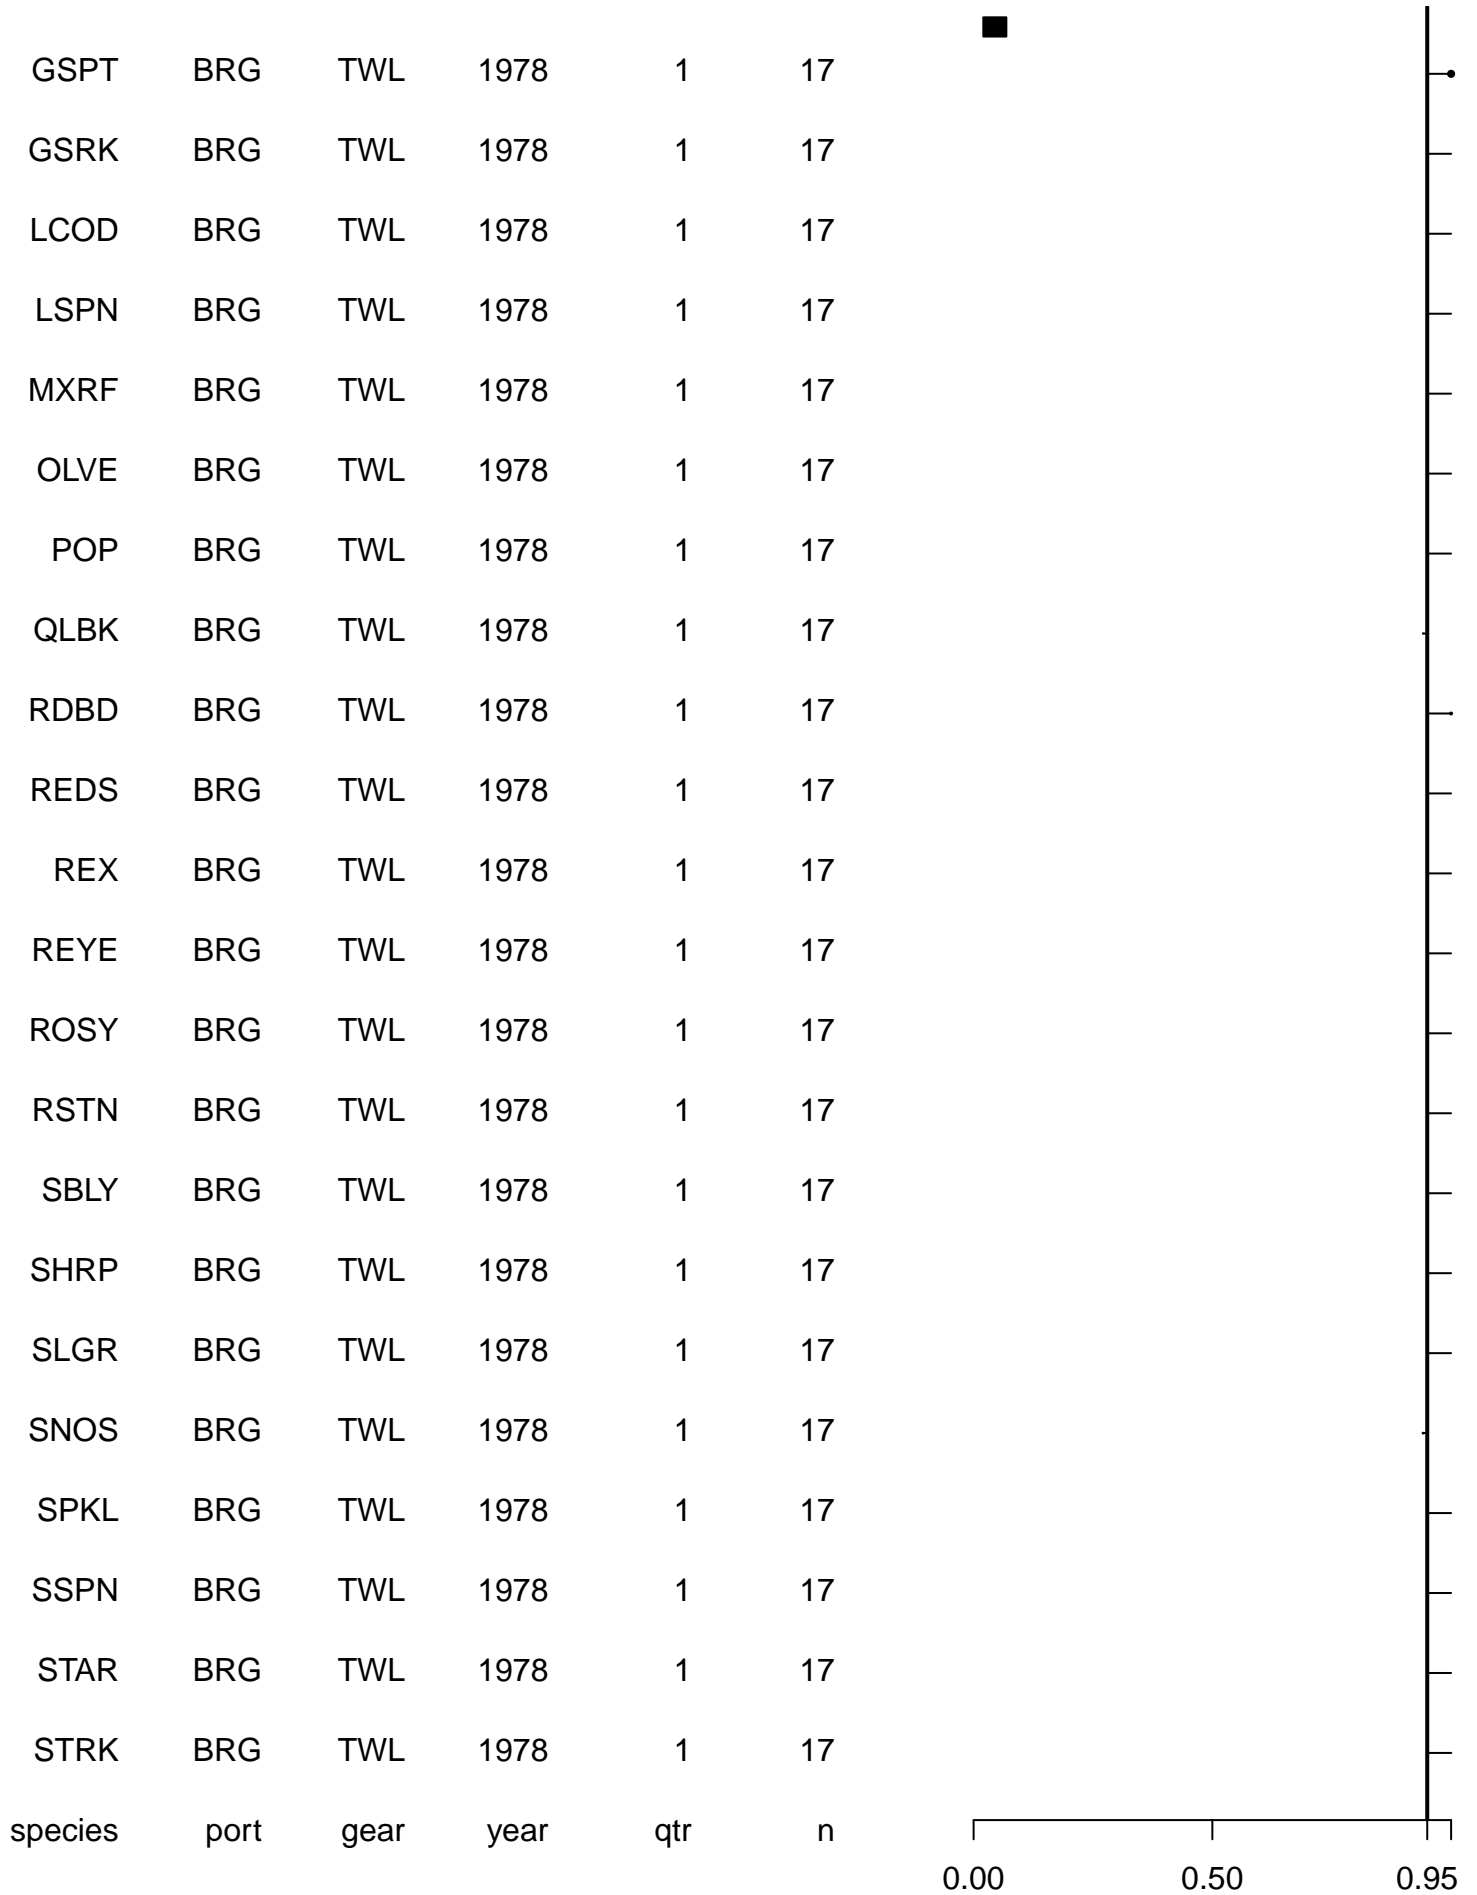 GSPT BRG TWL 1978 1 17
GSRK BRG TWL 1978 1 17
LCOD BRG TWL 1978 1 17
LSPN BRG TWL 1978 1 17
MXRF BRG TWL 1978 1 17
OLVE BRG TWL 1978 1 17
POP BRG TWL 1978 1 17
QLBK BRG TWL 1978 1 17
RDBD BRG TWL 1978 1 17
REDS BRG TWL 1978 1 17
REX BRG TWL 1978 1 17
REYE BRG TWL 1978 1 17
ROSY BRG TWL 1978 1 17
RSTN BRG TWL 1978 1 17
SBLY BRG TWL 1978 1 17
SHRP BRG TWL 1978 1 17
SLGR BRG TWL 1978 1 17
SNOS BRG TWL 1978 1 17
SPKL BRG TWL 1978 1 17
SSPN BRG TWL 1978 1 17
STAR BRG TWL 1978 1 17
STRK BRG TWL 1978 1 17
species port gear year qtr n
0.00 0.50 0.95